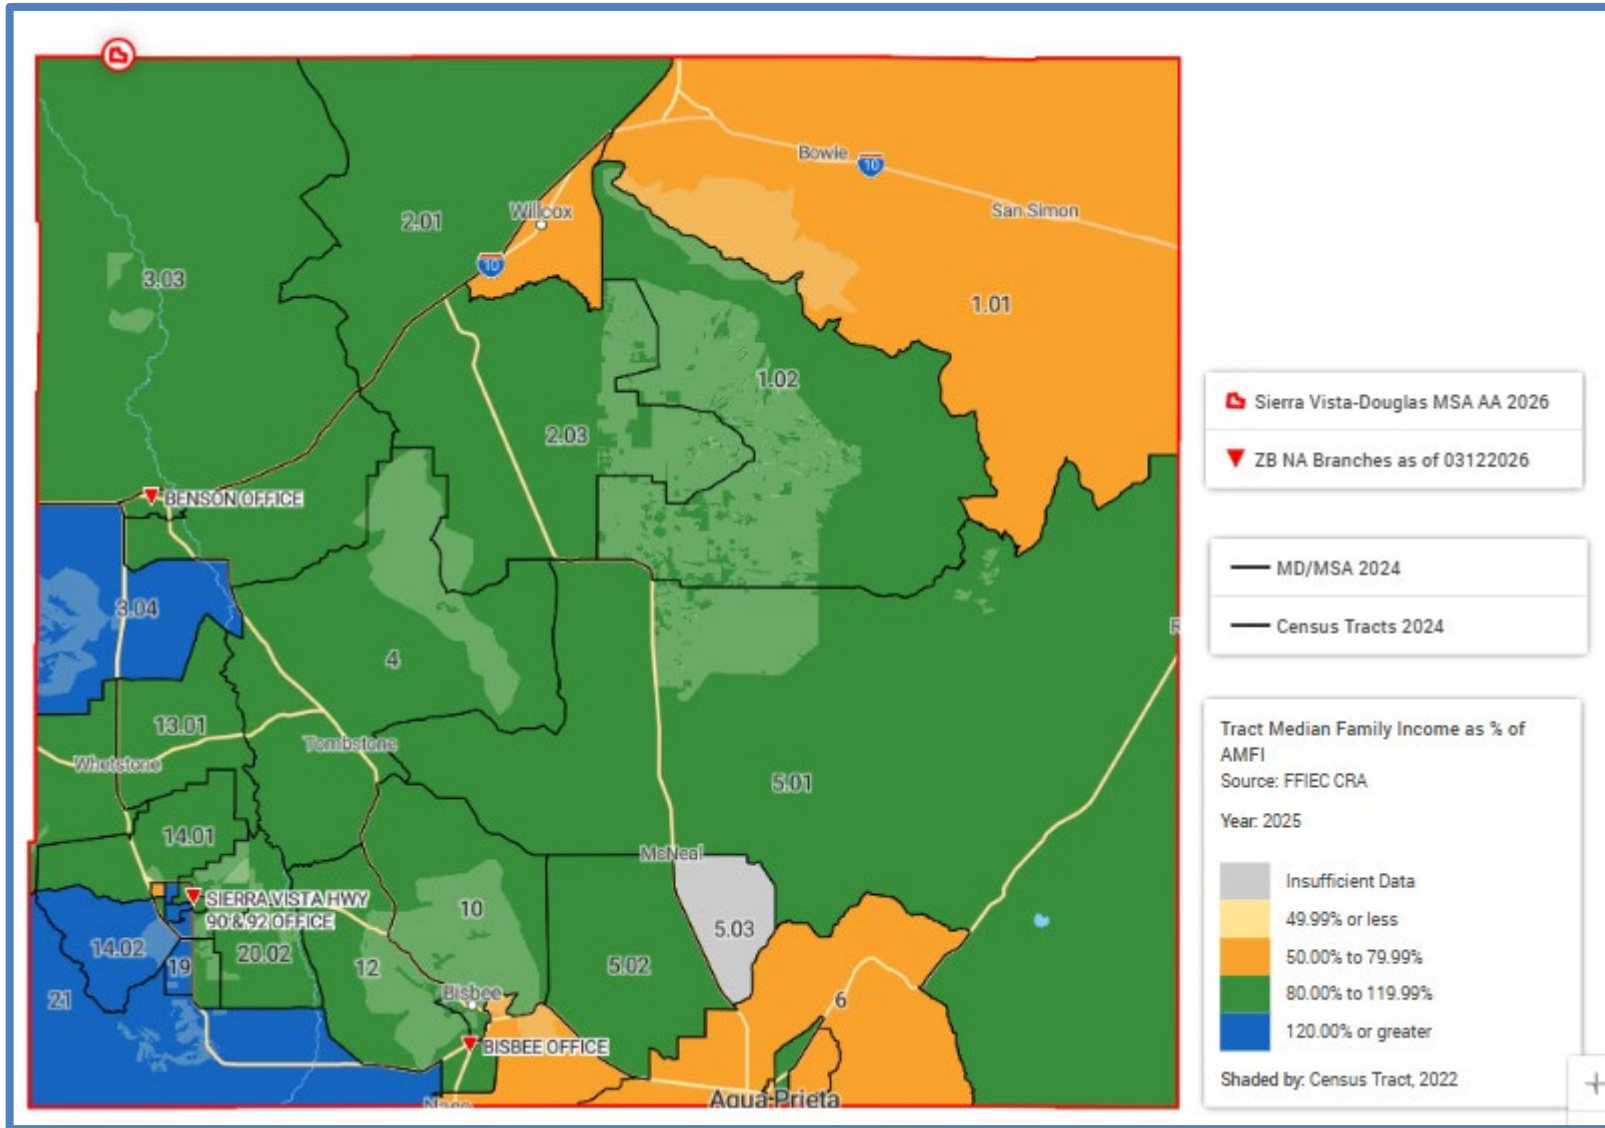 Bowie
10
San Simon
Willcox
2.01
10
3.03
1.01
1.02
2.03
BENSON OFFICE
3.04
R
4
13.01
Tombstone
Whetstone
5.01
14.01
McNeal
SIERRA VISTA HWY
90 & 92 OFFICE
10
5.03
14.02
19
20.02
12
5.02
21
Bisbee
6
BISBEE OFFICE
Naco
Agua Prieta
Sierra Vista-Douglas MSA AA 2026
ZB NA Branches as of 03122026
MD/MSA 2024
Census Tracts 2024
Tract Median Family Income as % of
AMFI
Source: FFIEC CRA
Year: 2025
Insufficient Data
49.99% or less
50.00% to 79.99%
80.00% to 119.99%
120.00% or greater
Shaded by: Census Tract, 2022
+